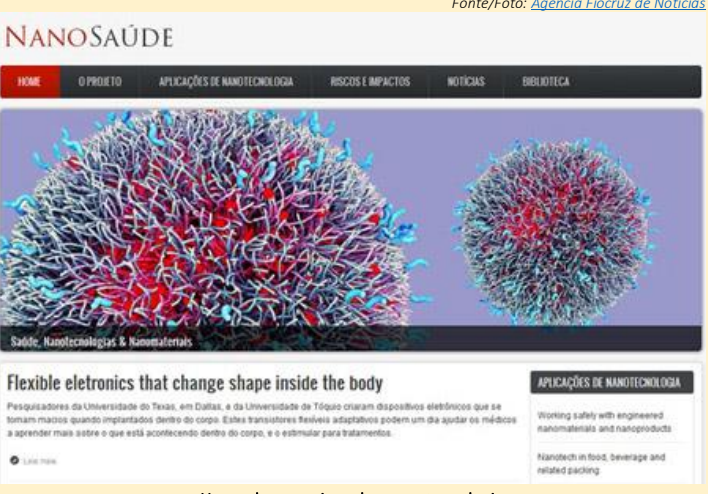 Fonte/Foto: Agência Fiocruz de Notícias
NANOSAÚDE
HOME
O PROJETO
APLICAÇÕES DE NANOTECNOLOGIA
RISCOS E IMPACTOS
NOTÍCIAS
BIBLIOTECA
Saúde, Nanotecnologias & Nanomateriais
Flexible eletronics that change shape inside the body
Pesquisadores da Universidade do Texas, em Dallas, e da Universidade de Tóquio criaram dispositivos eletrônicos que se
tornam macios quando implantados dentro do corpo. Estes transistores flexíveis adaptativos podem um dia ajudar os médicos
a aprender mais sobre o que está acontecendo dentro do corpo, e o estimular para tratamentos.
APLICAÇÕES DE NANOTECNOLOGIA
Working safely with engineered
nanomaterials and nanoproducts
Nanotech in food, beverage and
related packing